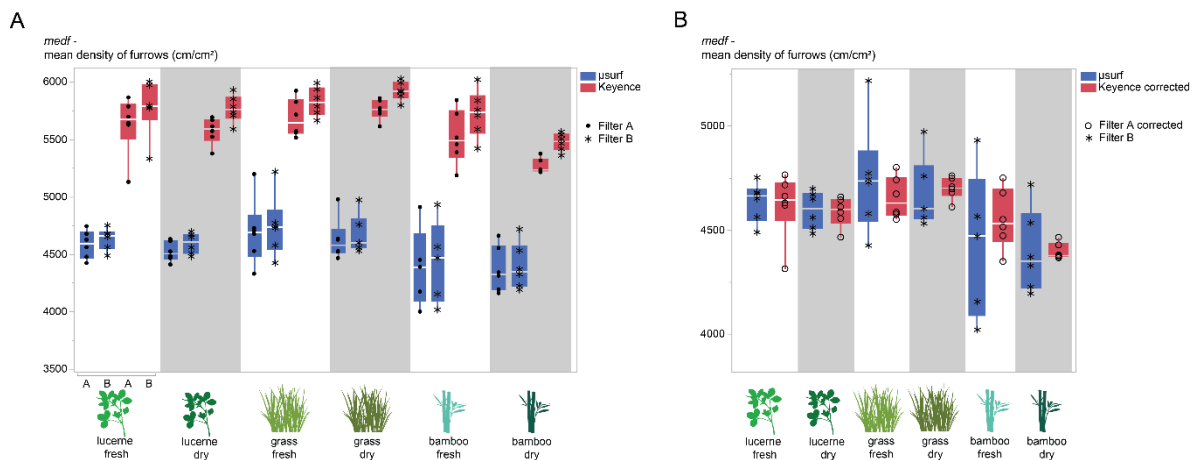 A
medf -
mean density of furrows (cm/cm²)
6000
5500
5000
4500
4000
3500
µsurf
Keyence
Filter A
Filter B
A B A B
lucerne
fresh
lucerne
dry
grass
fresh
grass
dry
bamboo
fresh
bamboo
dry
B
medf -
mean density of furrows (cm/cm²)
5000
4500
4000
µsurf
Keyence corrected
Filter A corrected
Filter B
lucerne
fresh
lucerne
dry
grass
fresh
grass
dry
bamboo
fresh
bamboo
dry